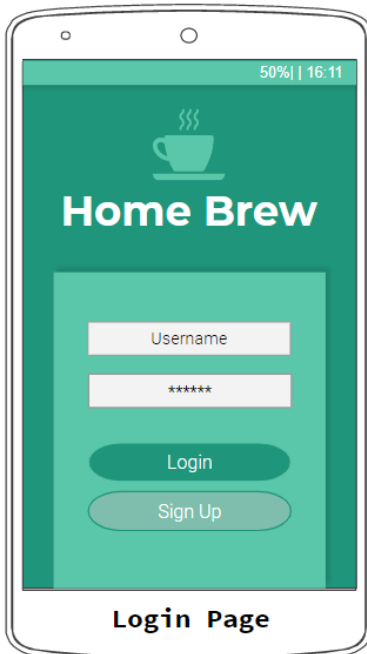 50%| | 16:11
Home Brew
Username
******
Login
Sign Up
Login Page